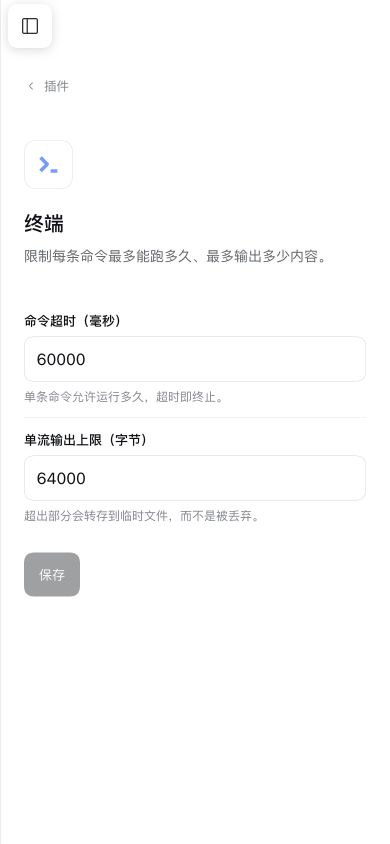 插件
终端
限制每条命令最多能跑多久、最多输出多少内容。
命令超时（毫秒）
60000
单条命令允许运行多久，超时即终止。
单流输出上限（字节）
64000
超出部分会转存到临时文件，而不是被丢弃。
保存